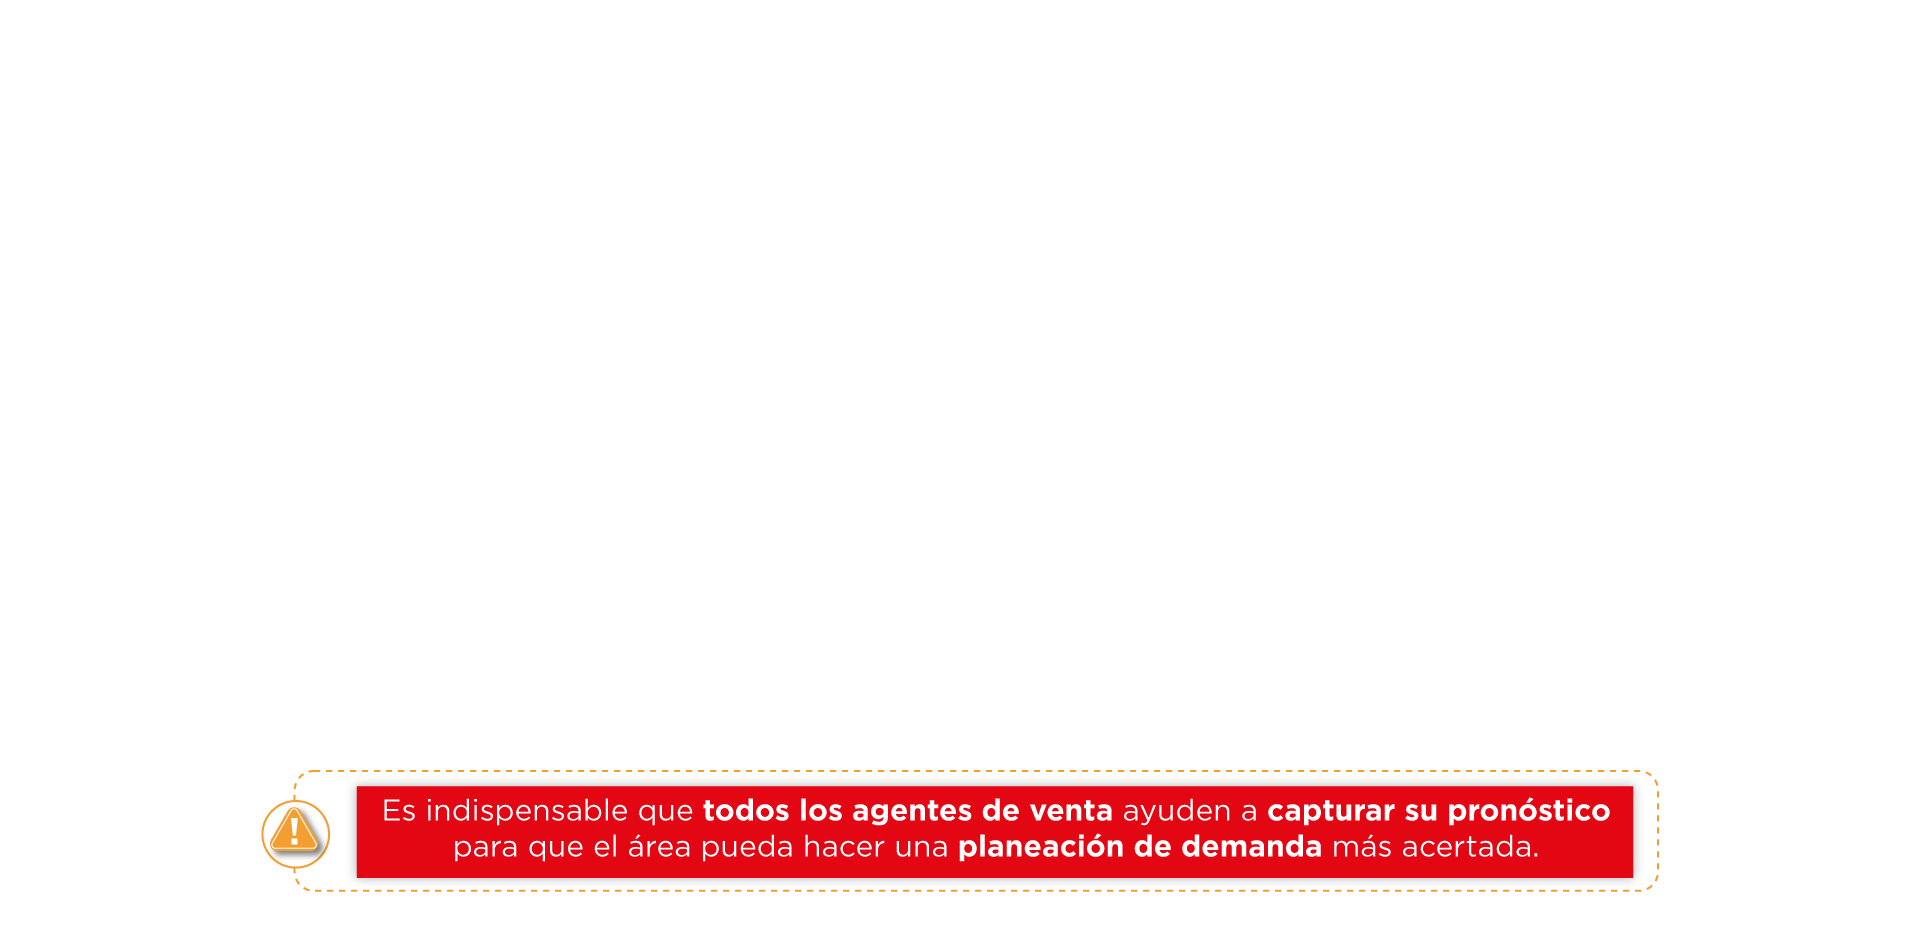 Es indispensable que todos los agentes de venta ayuden a capturar su pronóstico
para que el área pueda hacer una planeación de demanda más acertada.